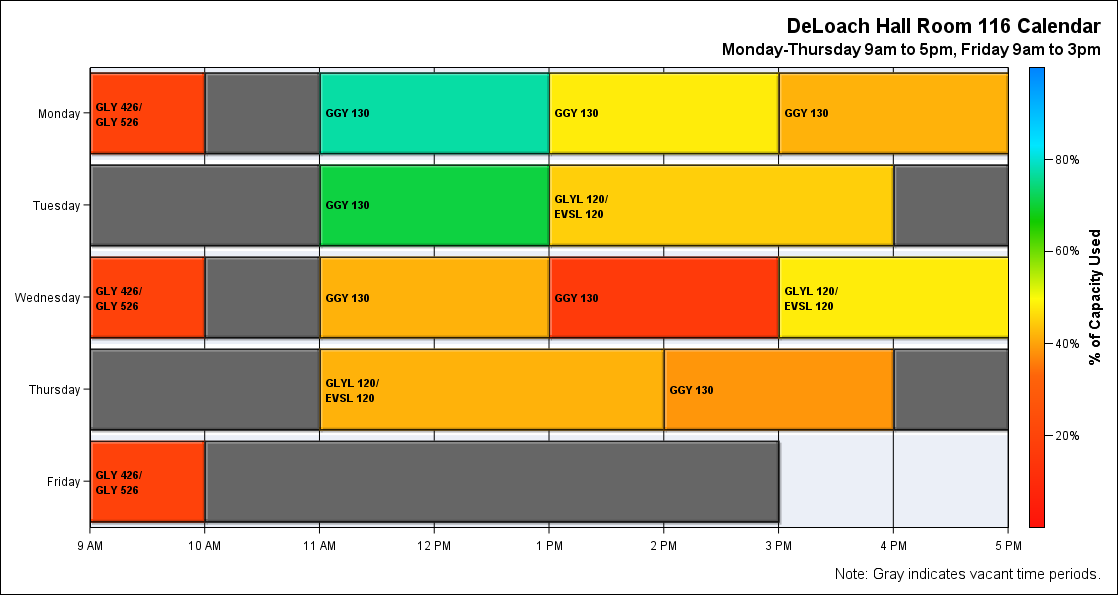 DeLoach Hall Room 116 Calendar
Monday-Thursday 9am to 5pm, Friday 9am to 3pm
Monday
GLY 426/
GLY 526
GGY 130
GGY 130
GGY 130
Tuesday
GGY 130
GLYL 120/
EVSL 120
Wednesday
GLY 426/
GLY 526
GGY 130
GGY 130
GLYL 120/
EVSL 120
Thursday
GLYL 120/
EVSL 120
GGY 130
Friday
GLY 426/
GLY 526
9 AM
10 AM
11 AM
12 PM
1 PM
2 PM
3 PM
4 PM
5 PM
80%
60%
40%
20%
% of Capacity Used
Note: Gray indicates vacant time periods.